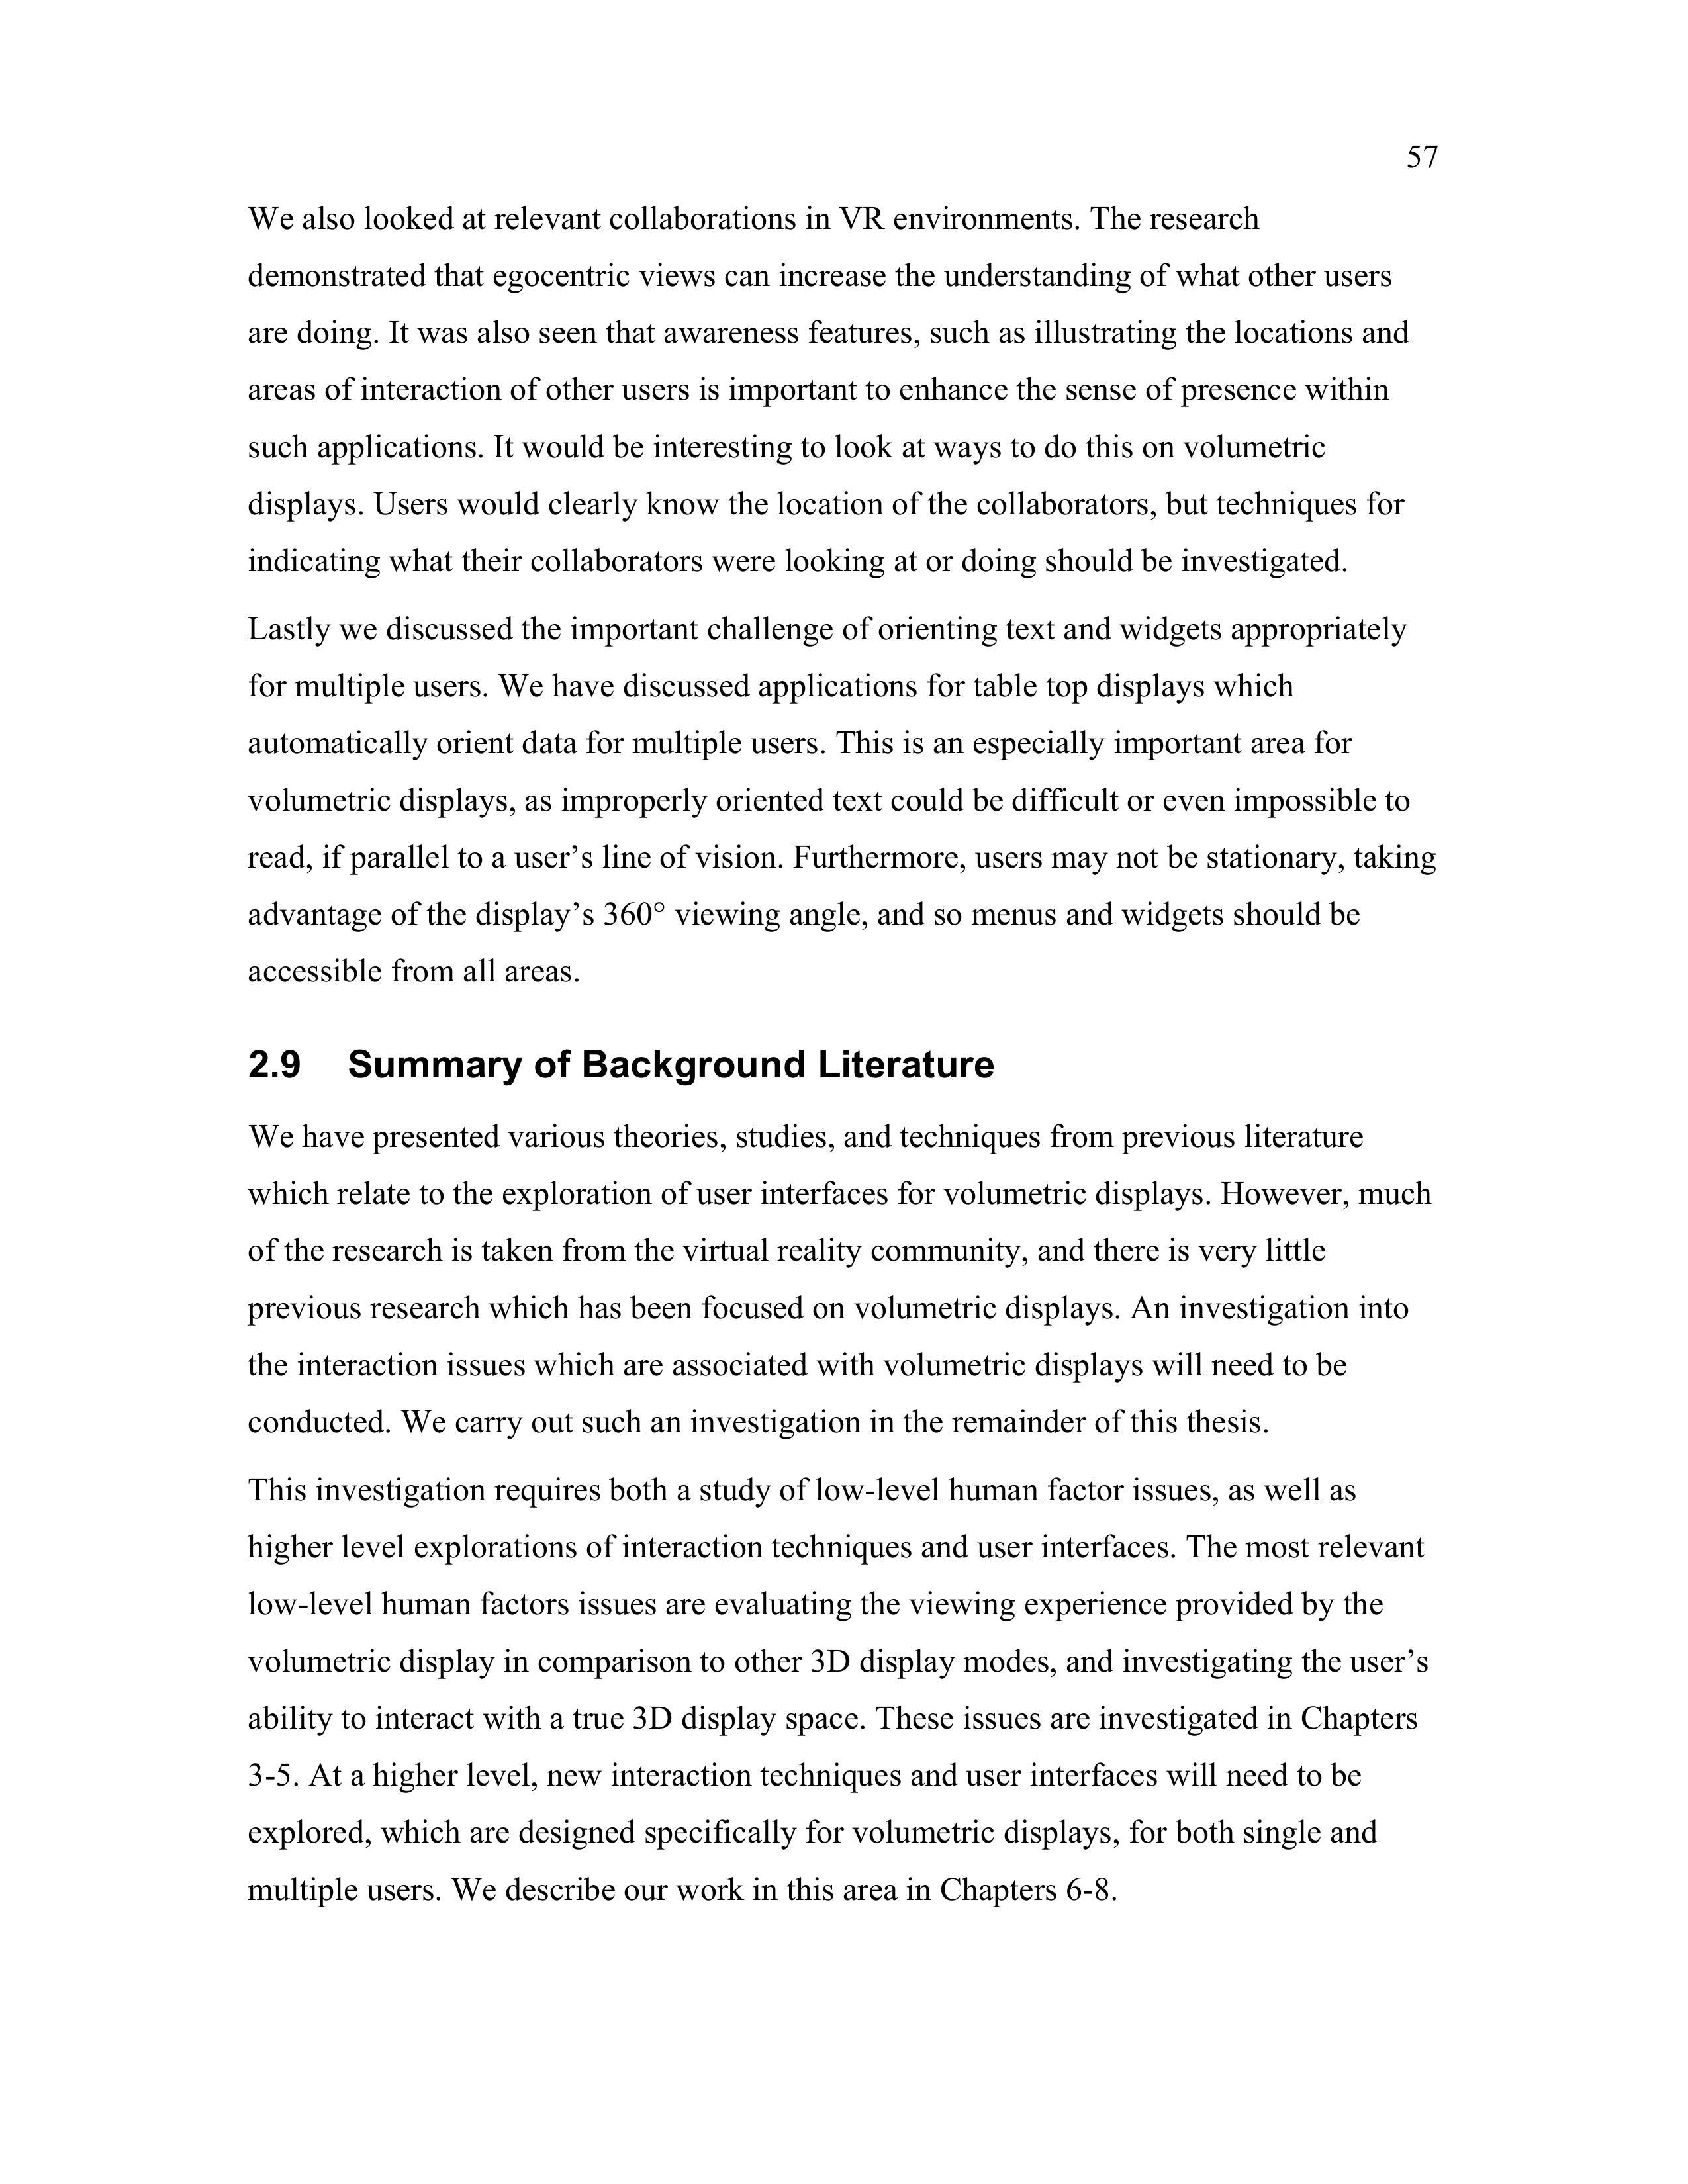 57
We also looked at relevant collaborations in VR environments. The research
demonstrated that egocentric views can increase the understanding of what other users
are doing. It was also seen that awareness features, such as illustrating the locations and
areas of interaction of other users is important to enhance the sense of presence within
such applications. It would be interesting to look at ways to do this on volumetric
displays. Users would clearly know the location of the collaborators, but techniques for
indicating what their collaborators were looking at or doing should be investigated.
Lastly we discussed the important challenge of orienting text and widgets appropriately
for multiple users. We have discussed applications for table top displays which
automatically orient data for multiple users. This is an especially important area for
volumetric displays, as improperly oriented text could be difficult or even impossible to
read, if parallel to a user’s line of vision. Furthermore, users may not be stationary, taking
advantage of the display’s 360° viewing angle, and so menus and widgets should be
accessible from all areas.
2.9 Summary of Background Literature
We have presented various theories, studies, and techniques from previous literature
which relate to the exploration of user interfaces for volumetric displays. However, much
of the research is taken from the virtual reality community, and there is very little
previous research which has been focused on volumetric displays. An investigation into
the interaction issues which are associated with volumetric displays will need to be
conducted. We carry out such an investigation in the remainder of this thesis.
This investigation requires both a study of low-level human factor issues, as well as
higher level explorations of interaction techniques and user interfaces. The most relevant
low-level human factors issues are evaluating the viewing experience provided by the
volumetric display in comparison to other 3D display modes, and investigating the user’s
ability to interact with a true 3D display space. These issues are investigated in Chapters
3-5. At a higher level, new interaction techniques and user interfaces will need to be
explored, which are designed specifically for volumetric displays, for both single and
multiple users. We describe our work in this area in Chapters 6-8.